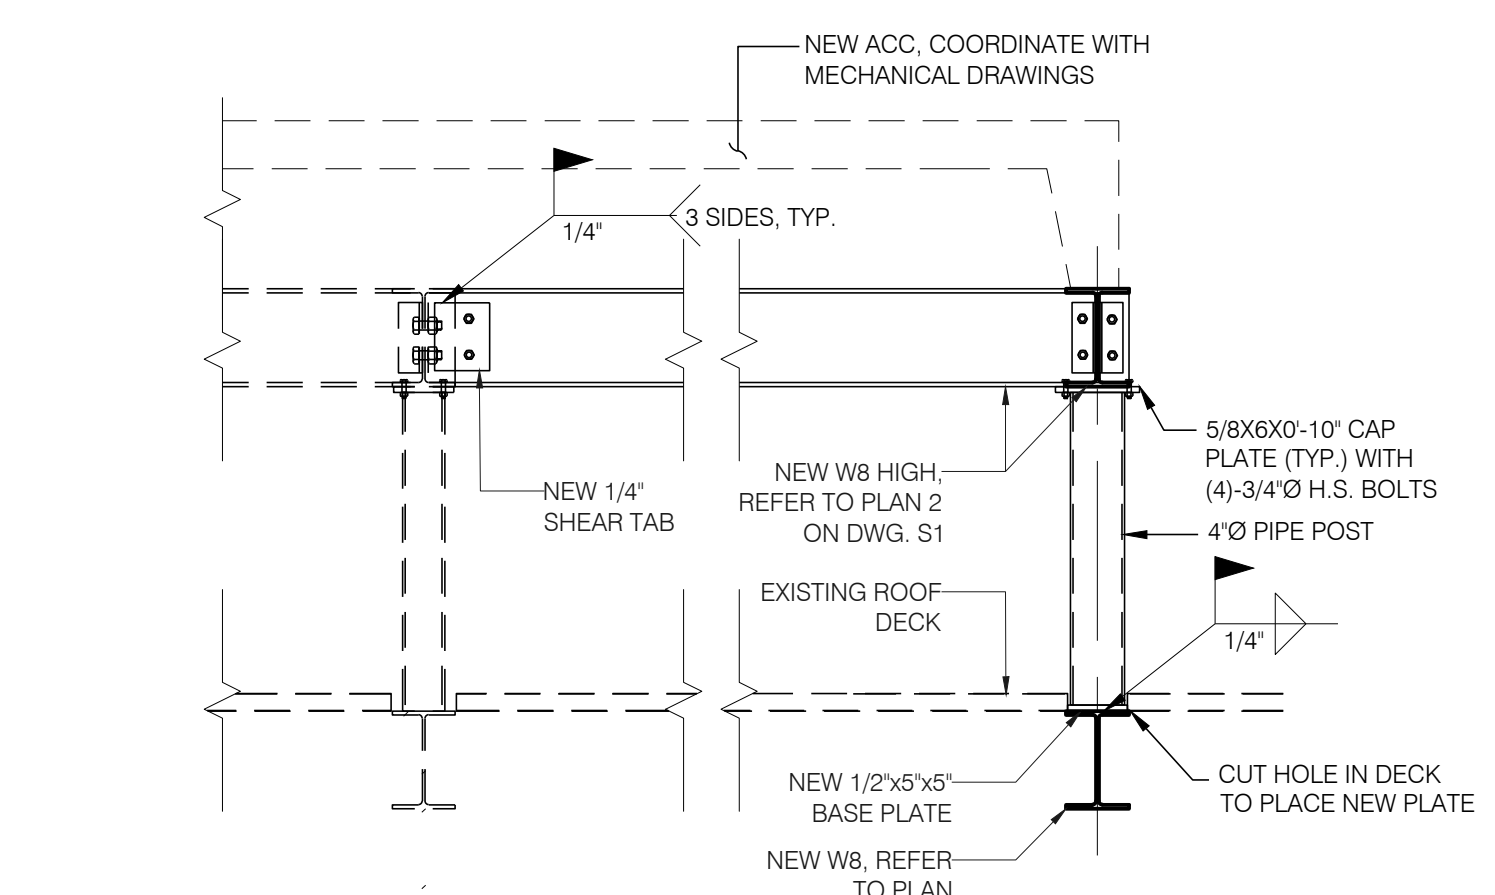 NEW ACC, COORDINATE WITH
MECHANICAL DRAWINGS
3 SIDES, TYP.
1/4"
5/8X6X0'-10" CAP
PLATE (TYP.) WITH
(4)-3/4"Ø H.S. BOLTS
NEW W8 HIGH,
REFER TO PLAN 2
ON DWG. S1
NEW 1/4"
SHEAR TAB
4"Ø PIPE POST
EXISTING ROOF
DECK
1/4"
NEW 1/2"x5"x5"
BASE PLATE
CUT HOLE IN DECK
TO PLACE NEW PLATE
NEW W8, REFER
TO PLAN